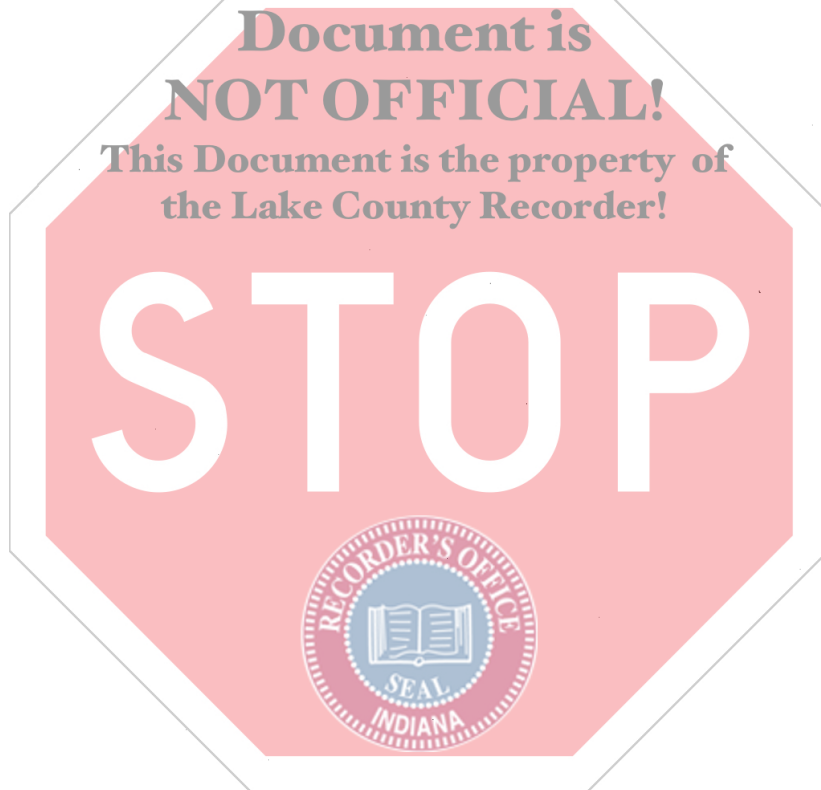 Document is
NOT OFFICIAL!
This Document is the property of
the Lake County Recorder!
STOP
RECORDER'S OFFICE
SEAL
INDIANA